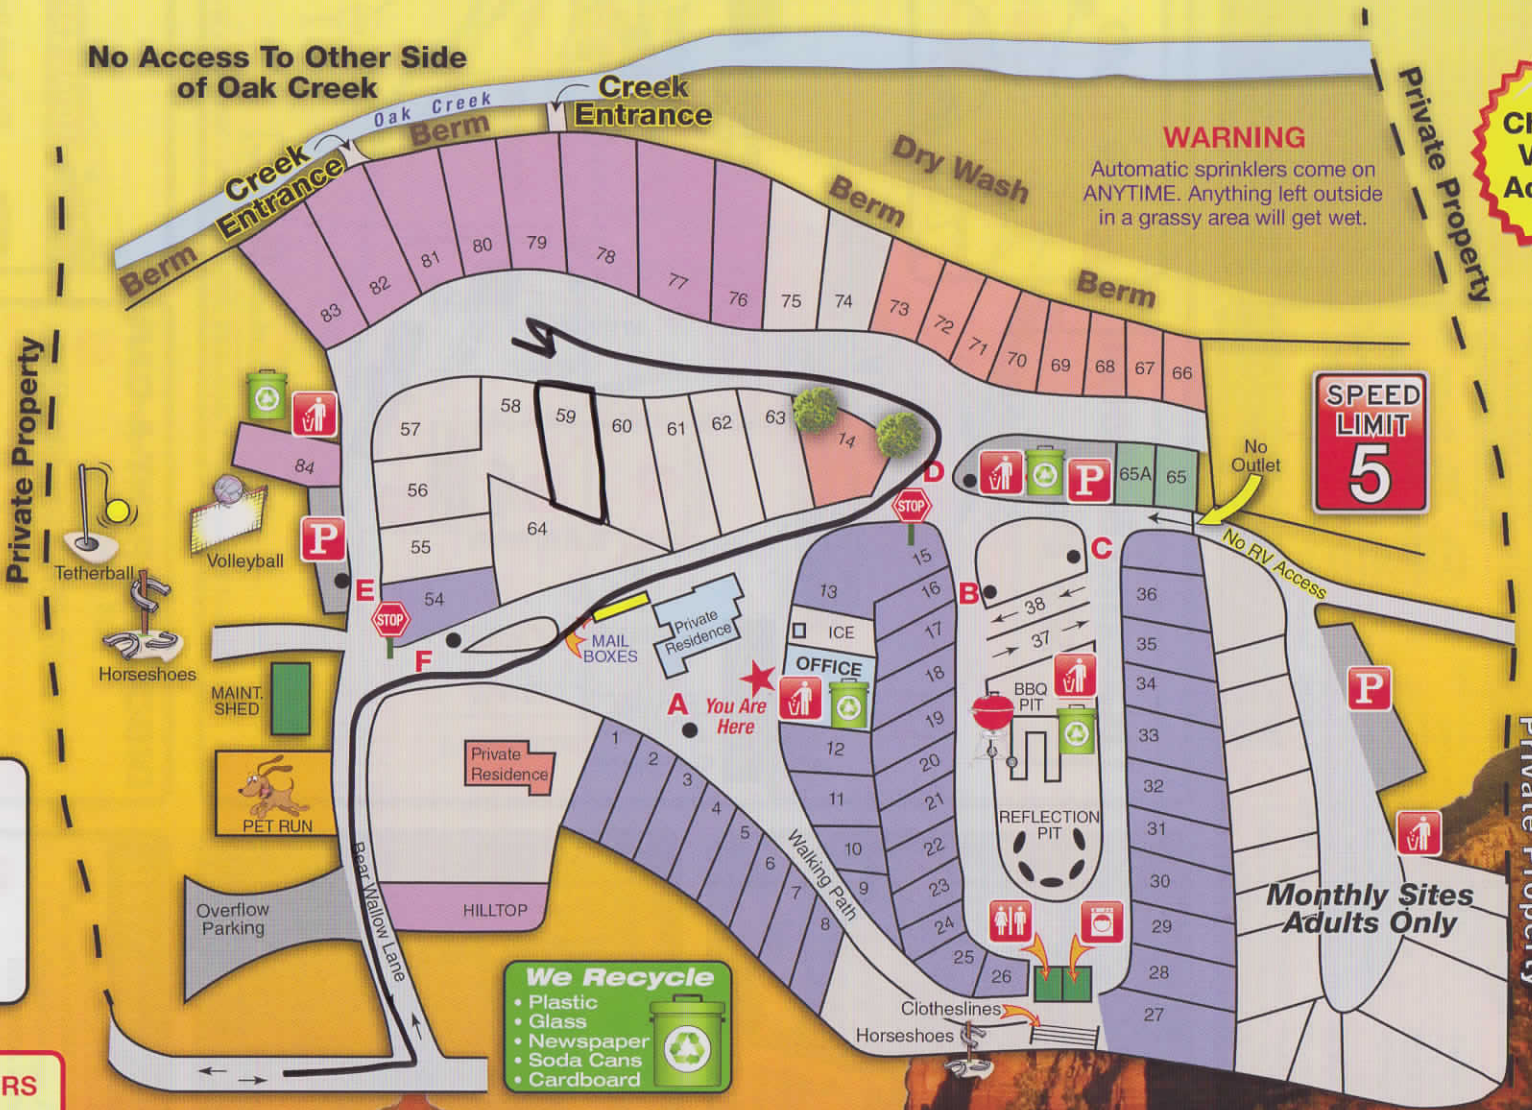 No Access To Other Side
of Oak Creek
Oak Creek
Berm
Creek
Entrance
Creek
Entrance
Berm
Dry Wash
Berm
Berm
WARNING
Automatic sprinklers come on
ANYTIME. Anything left outside
in a grassy area will get wet.
Private Property
Private Property
Private Property
83
82
81
80
79
78
77
76
75
74
73
72
71
70
69
68
67
66
SPEED
LIMIT
5
No
Outlet
No RV Access
57
58
59
60
61
62
63
14
56
55
54
64
84
P
Tetherball
Volleyball
Horseshoes
E
STOP
F
D
STOP
P
65A
65
C
B
38
37
MAINT.
SHED
PET RUN
Overflow
Parking
Bear Wallow Lane
HILLTOP
Private
Residence
MAIL
BOXES
Private
Residence
A
You Are
Here
13
ICE
OFFICE
12
11
10
9
15
16
17
18
19
20
21
22
23
24
25
26
1
2
3
4
5
6
7
8
Walking Path
BBQ
PIT
REFLECTION
PIT
36
35
34
33
32
31
30
29
28
27
P
Monthly Sites
Adults Only
Private Property
Clotheslines
Horseshoes
We Recycle
• Plastic
• Glass
• Newspaper
• Soda Cans
• Cardboard
RS